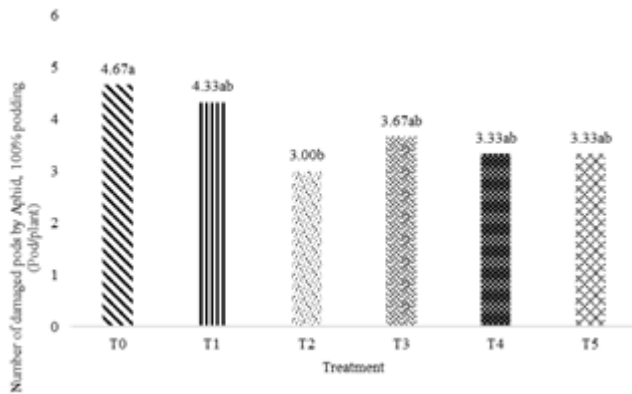 Number of damaged pods by Aphid, 100% podding
(Pod/plant)
6
5
4
3
2
1
0
4.67a
4.33ab
3.00b
3.67ab
3.33ab
3.33ab
T0
T1
T2
T3
T4
T5
Treatment